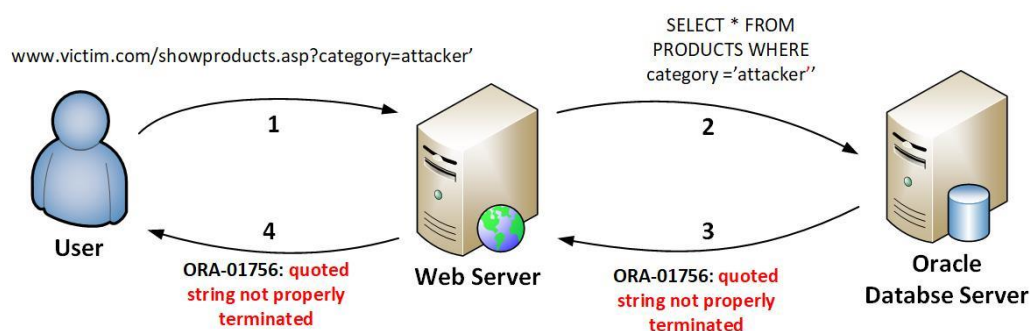 www.victim.com/showproducts.asp?category=attacker’
SELECT * FROM
PRODUCTS WHERE
category =’attacker’’
1
2
User
4
ORA-01756: quoted
string not properly
terminated
Web Server
3
ORA-01756: quoted
string not properly
terminated
Oracle
Databse Server